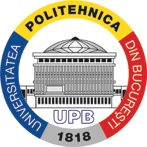 UNIVERSITATEA
POLITEHNICA
DIN BUCUREȘTI
UPB
1818